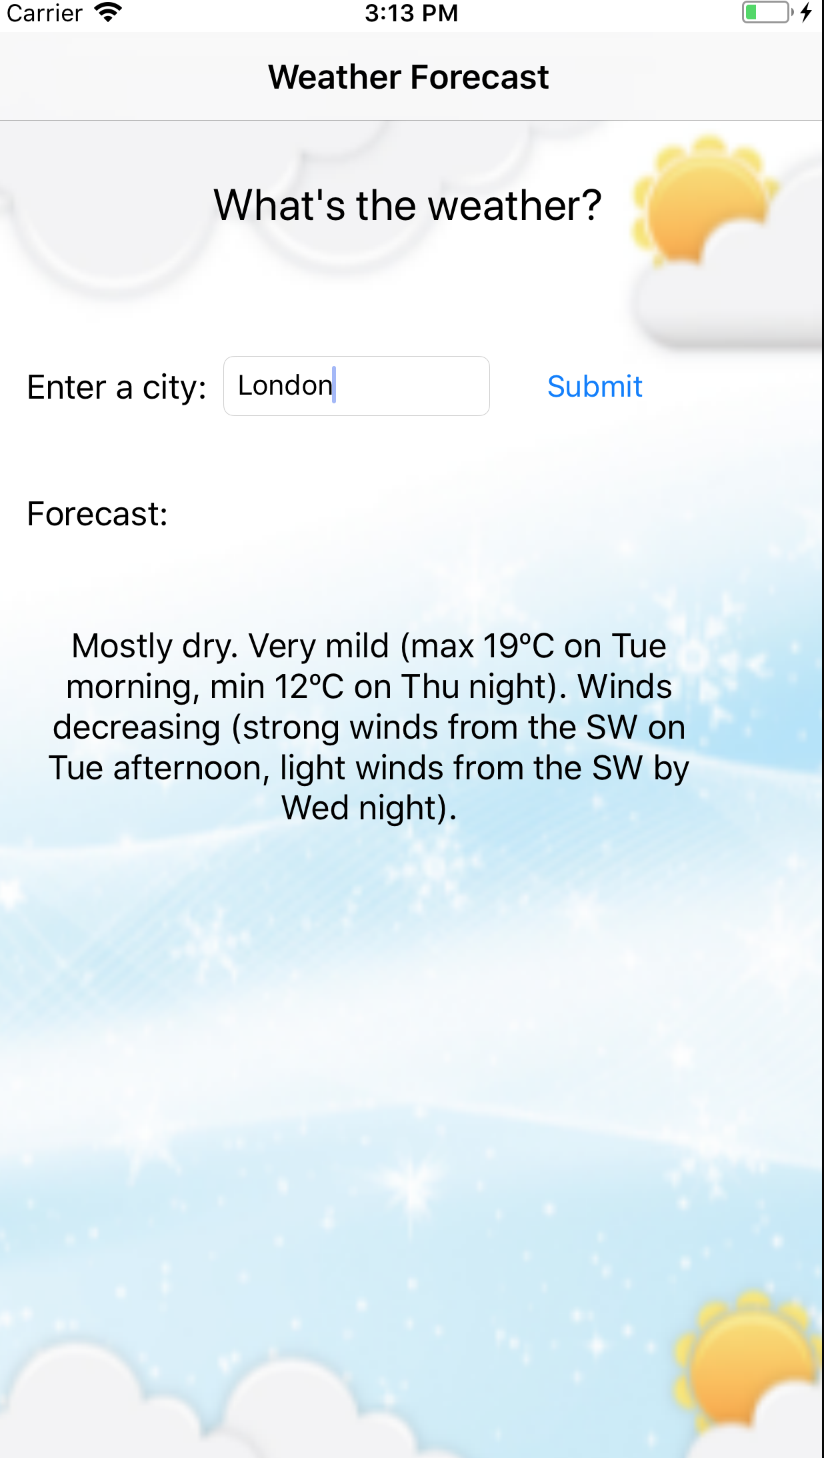 Carrier 3:13 PM
Weather Forecast
What's the weather?
Enter a city: London Submit
Forecast:
Mostly dry. Very mild (max 19ºC on Tue
morning, min 12ºC on Thu night). Winds
decreasing (strong winds from the SW on
Tue afternoon, light winds from the SW by
Wed night).